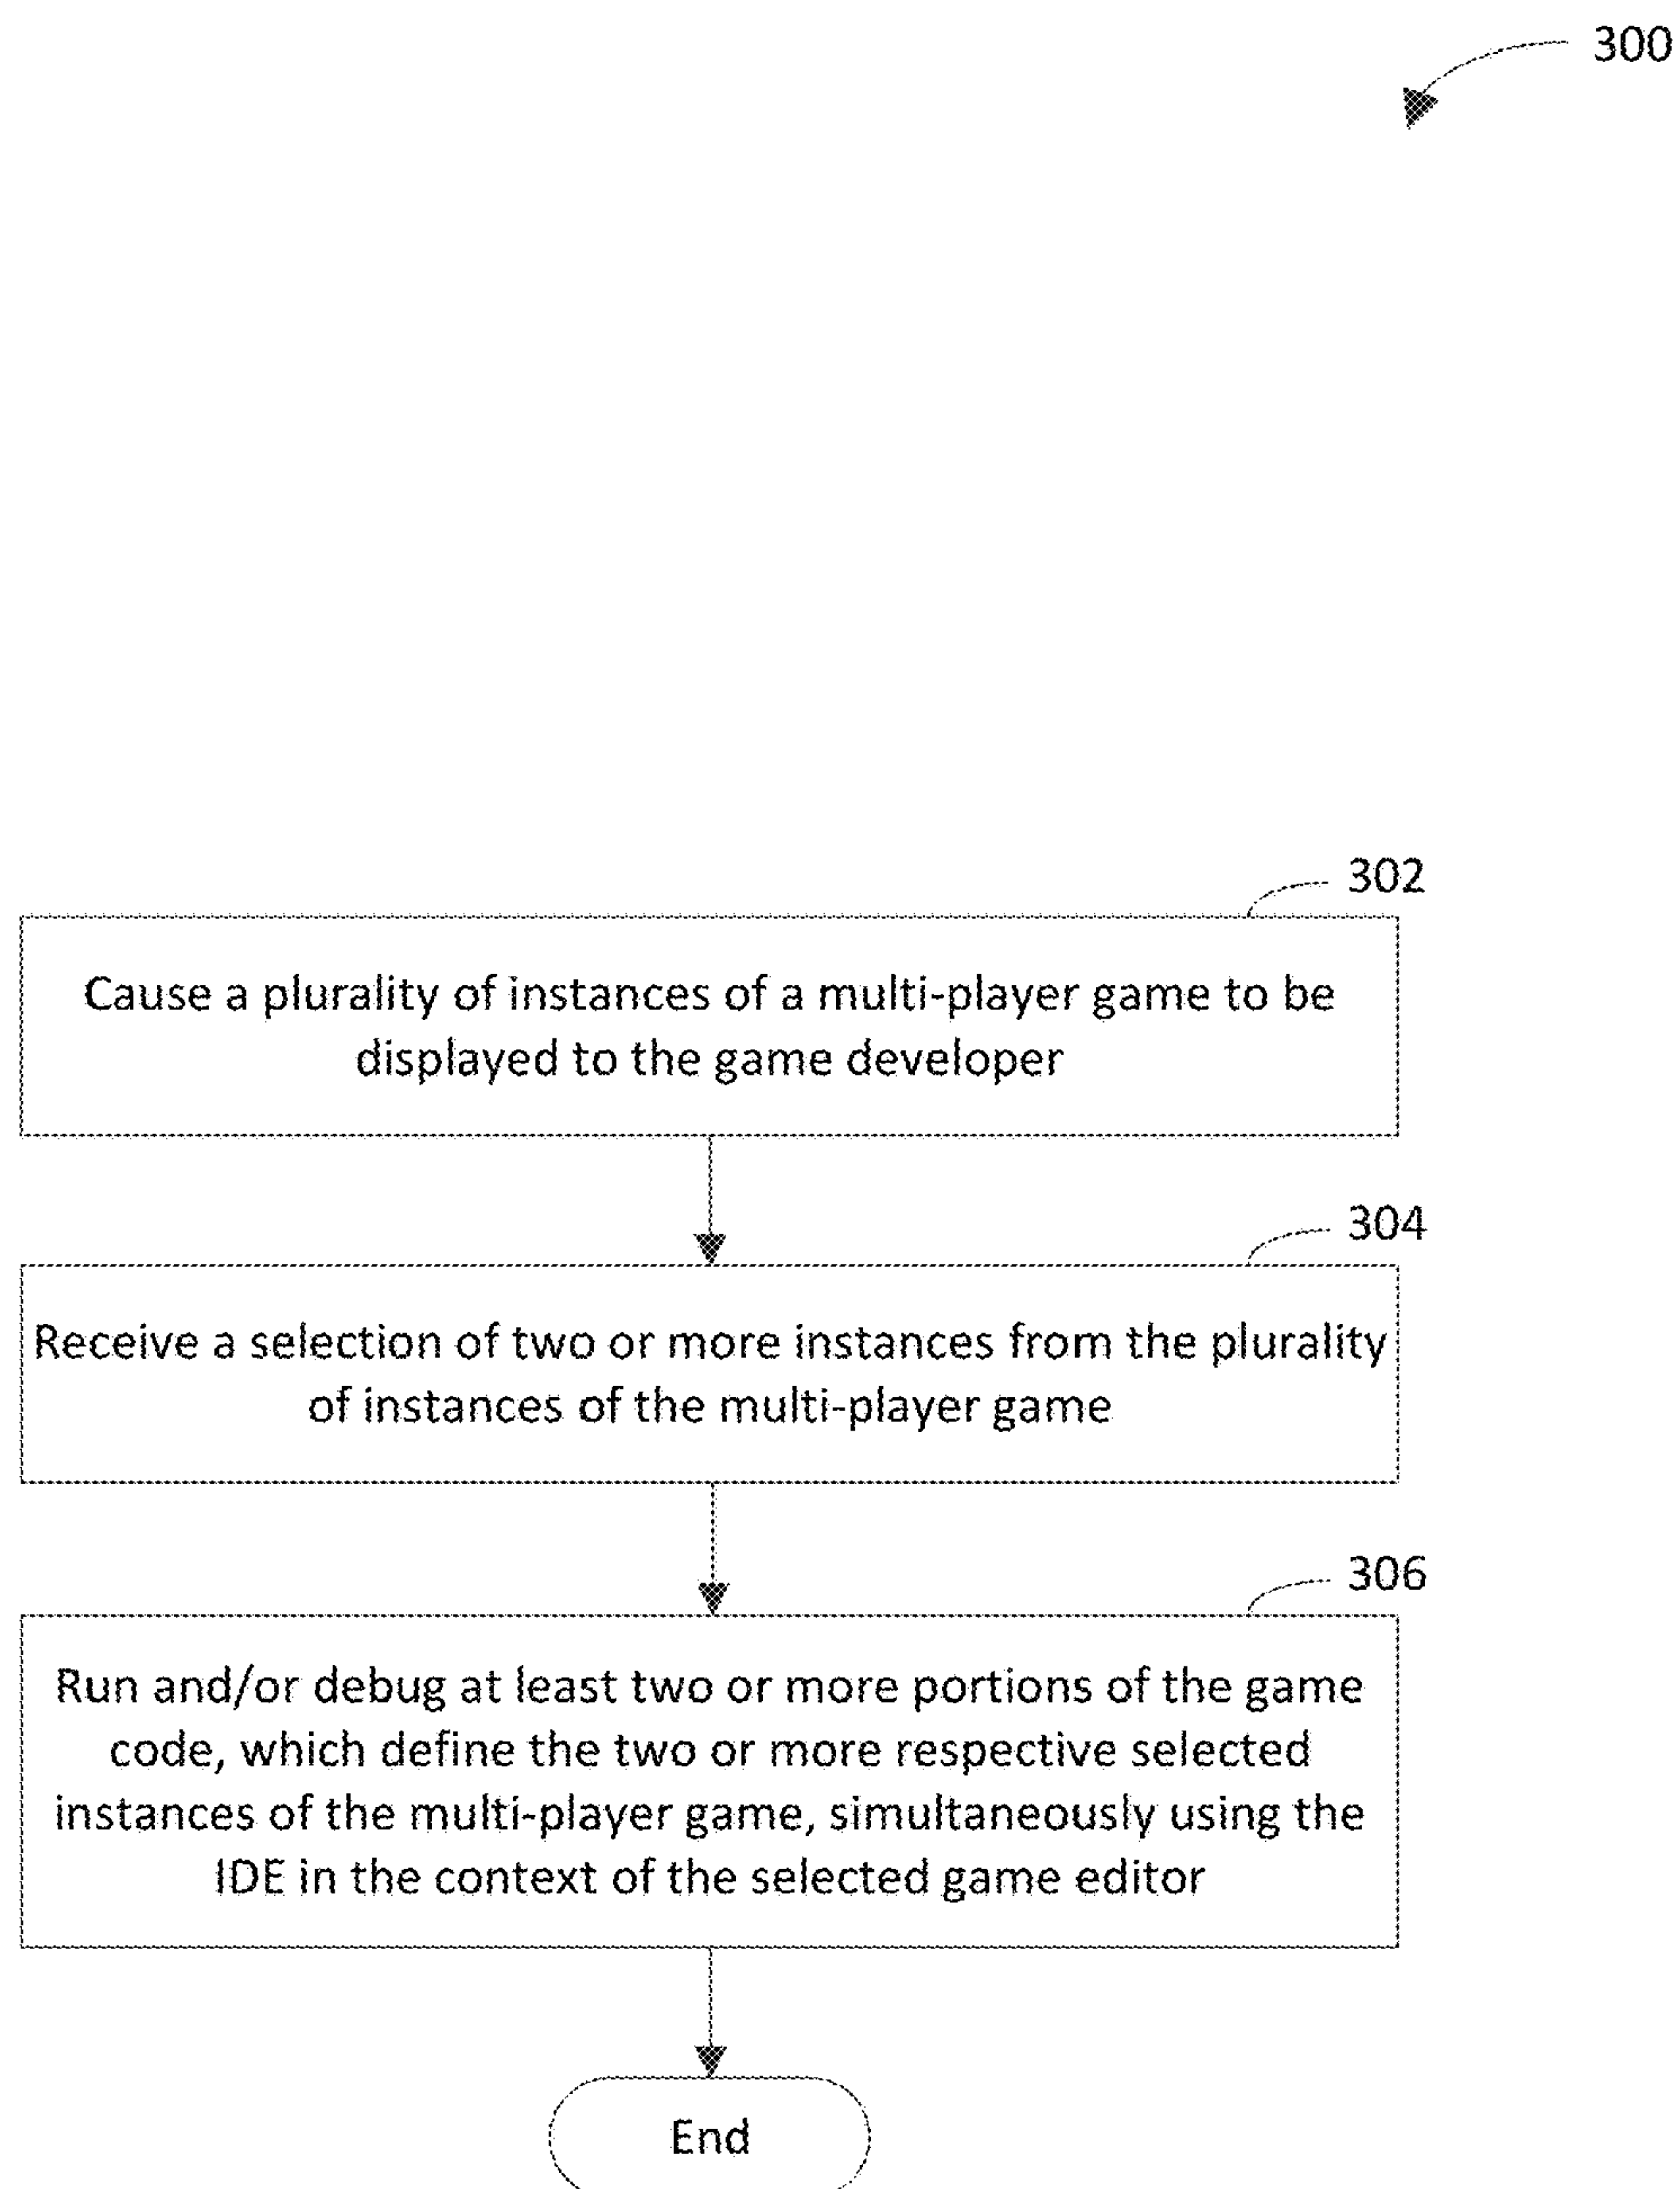 300
302
Cause a plurality of instances of a multi-player game to be
displayed to the game developer
304
Receive a selection of two or more instances from the plurality
of instances of the multi-player game
306
Run and/or debug at least two or more portions of the game
code, which define the two or more respective selected
instances of the multi-player game, simultaneously using the
IDE in the context of the selected game editor
End